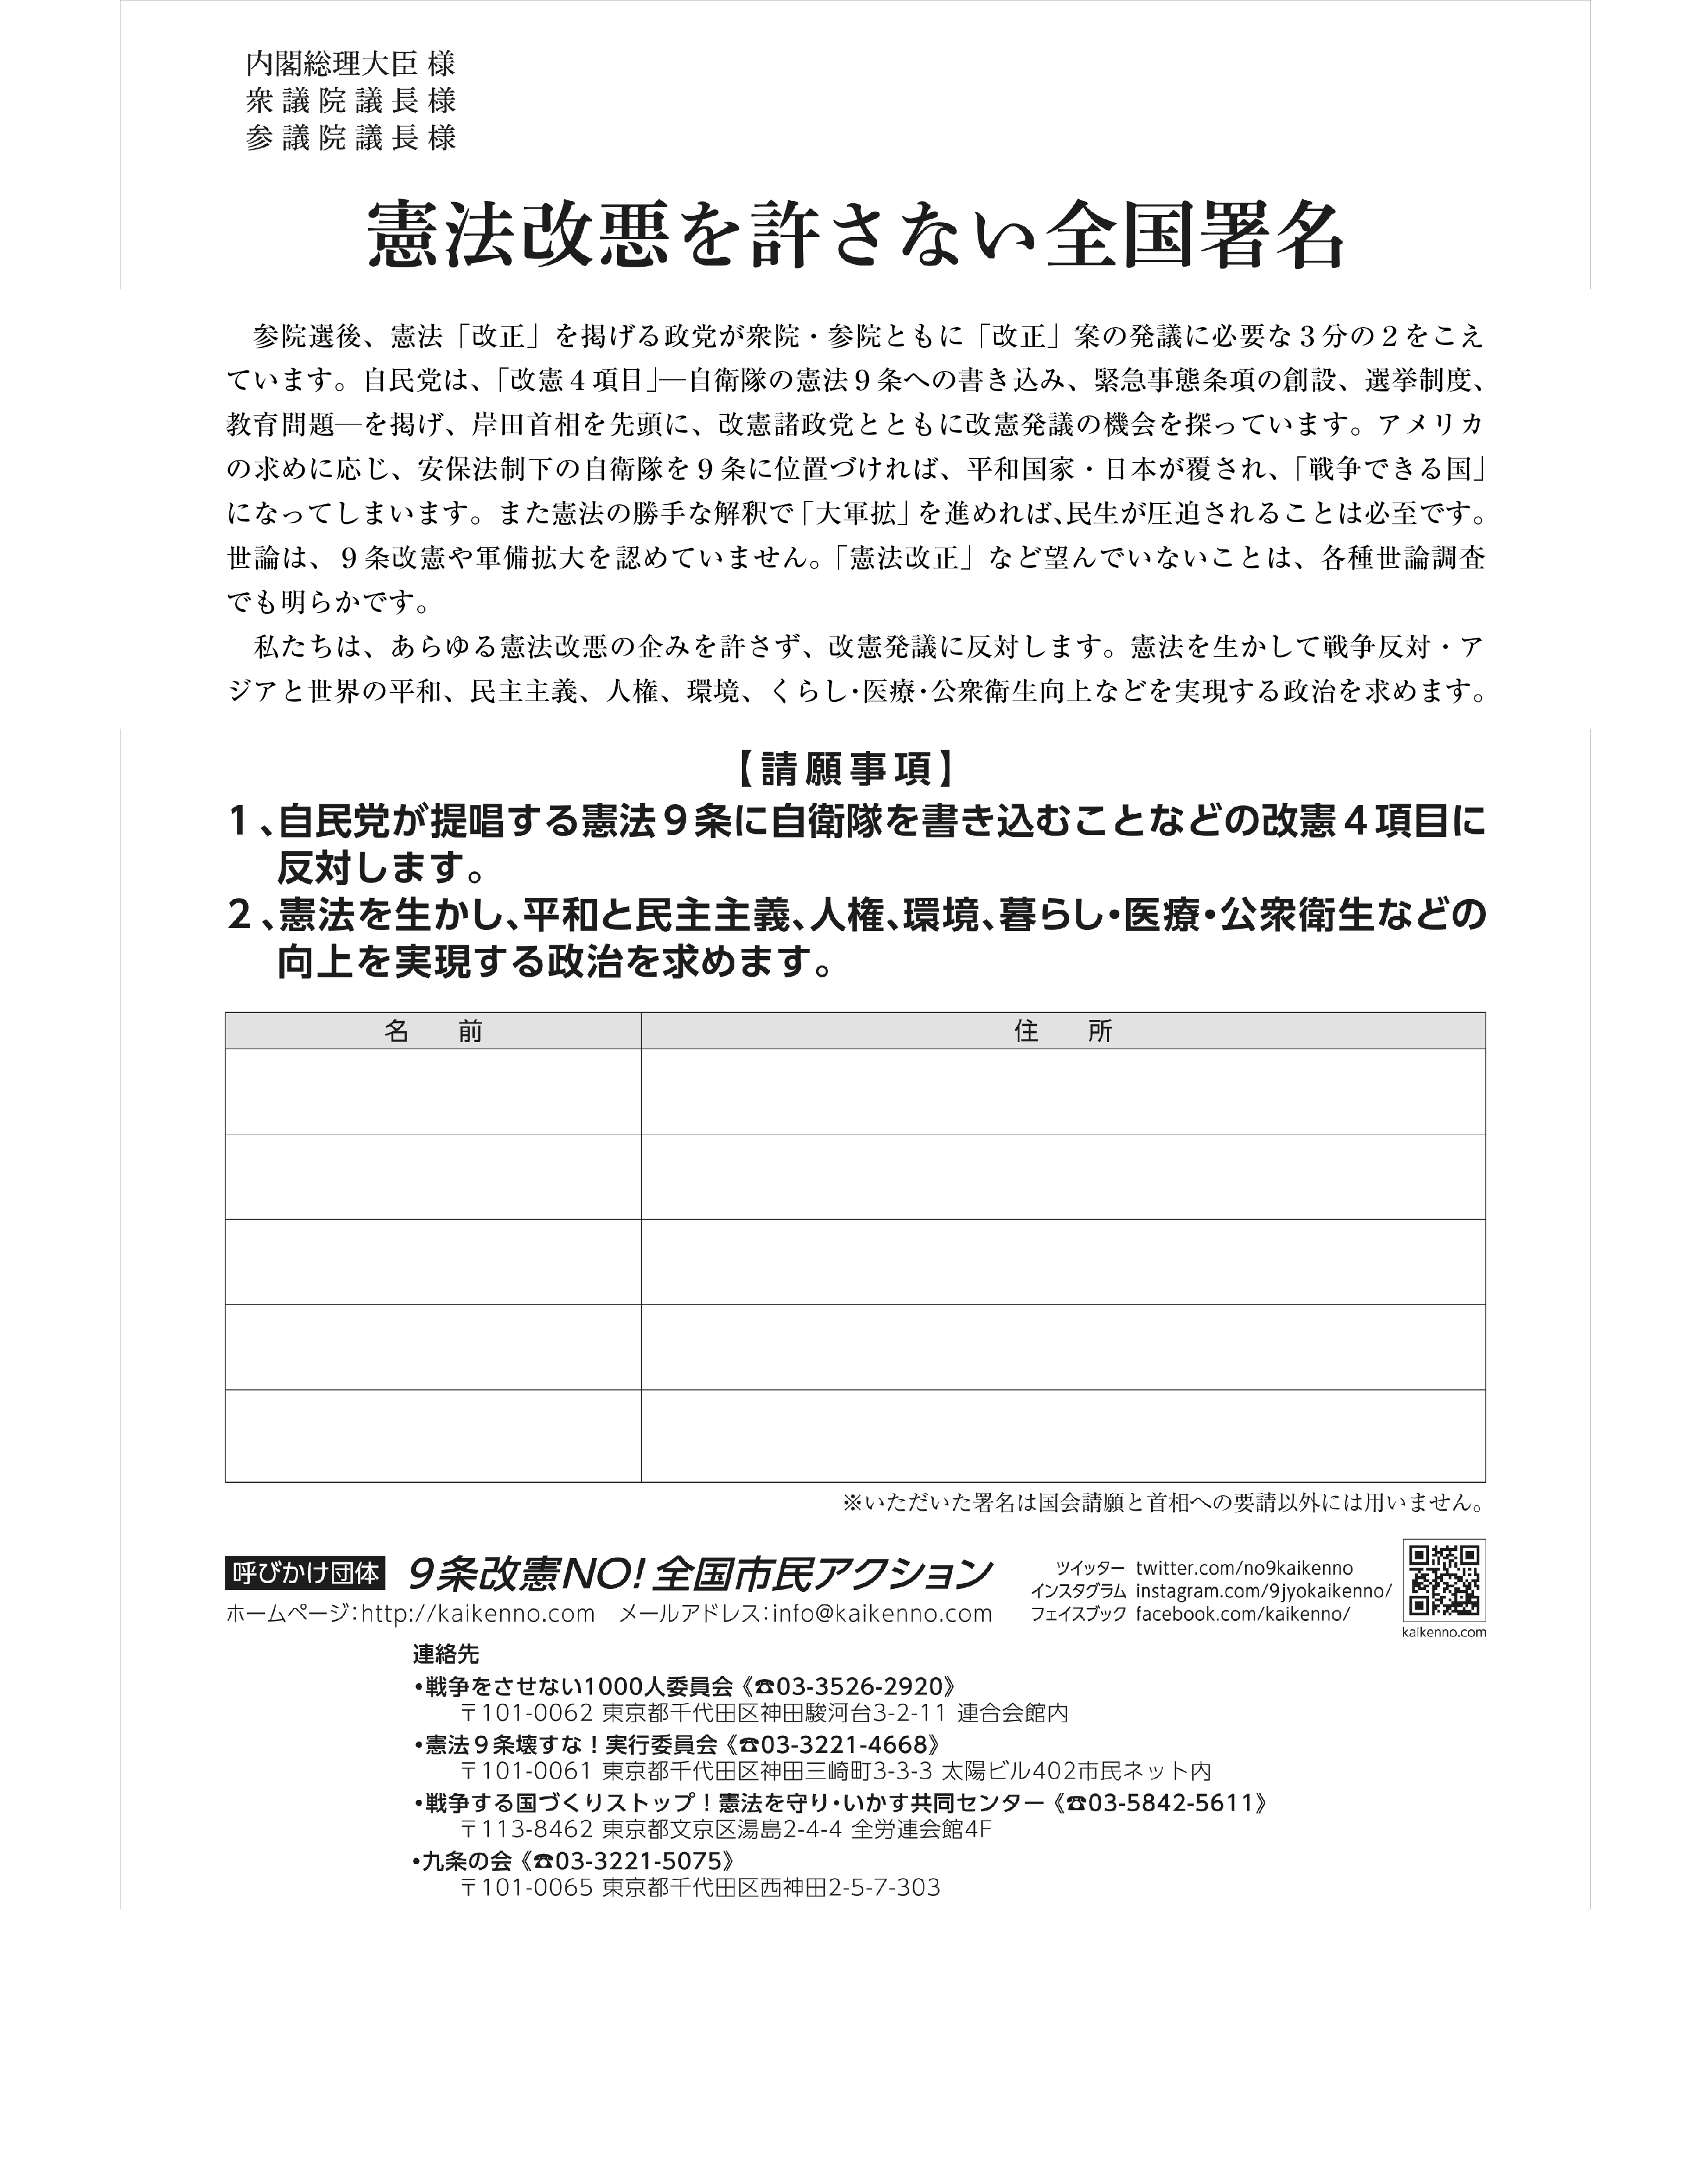 内閣総理大臣 様
衆議院議長様
参議院議長様
憲法改悪を許さない全国署名
参院選後、憲法「改正」を掲げる政党が衆院・参院ともに「改正」案の発議に必要な3分の2をこえ
ています。自民党は、「改憲4項目」―自衛隊の憲法9条への書き込み、緊急事態条項の創設、選挙制度、
教育問題―を掲げ、岸田首相を先頭に、改憲諸政党とともに改憲発議の機会を探っています。アメリカ
の求めに応じ、安保法制下の自衛隊を9条に位置づければ、平和国家・日本が覆され、「戦争できる国」
になってしまいます。また憲法の勝手な解釈で「大軍拡」を進めれば、民生が圧迫されることは必至です。
世論は、9条改憲や軍備拡大を認めていません。「憲法改正」など望んでいないことは、各種世論調査
でも明らかです。
私たちは、あらゆる憲法改悪の企みを許さず、改憲発議に反対します。憲法を生かして戦争反対・ア
ジアと世界の平和、民主主義、人権、環境、くらし・医療・公衆衛生向上などを実現する政治を求めます。
【請願事項】
1、自民党が提唱する憲法9条に自衛隊を書き込むことなどの改憲4項目に
反対します。
2、憲法を生かし、平和と民主主義、人権、環境、暮らし・医療・公衆衛生などの
向上を実現する政治を求めます。
名 前 住 所
※いただいた署名は国会請願と首相への要請以外には用いません。
呼びかけ団体 9条改憲NO! 全国市民アクション
ホームページ：http://kaikenno.com メールアドレス：info@kaikenno.com
ツイッター twitter.com/no9kaikenno
インスタグラム instagram.com/9jyokaikenno/
フェイスブック facebook.com/kaikenno/
kaikenno.com
連絡先
・戦争をさせない1000人委員会《☎03-3526-2920》
〒101-0062 東京都千代田区神田駿河台3-2-11 連合会館内
・憲法9条壊すな！実行委員会《☎03-3221-4668》
〒101-0061 東京都千代田区神田三崎町3-3-3 太陽ビル402市民ネット内
・戦争する国づくりストップ！憲法を守り・いかす共同センター《☎03-5842-5611》
〒113-8462 東京都文京区湯島2-4-4 全労連会館4F
・九条の会《☎03-3221-5075》
〒101-0065 東京都千代田区西神田2-5-7-303